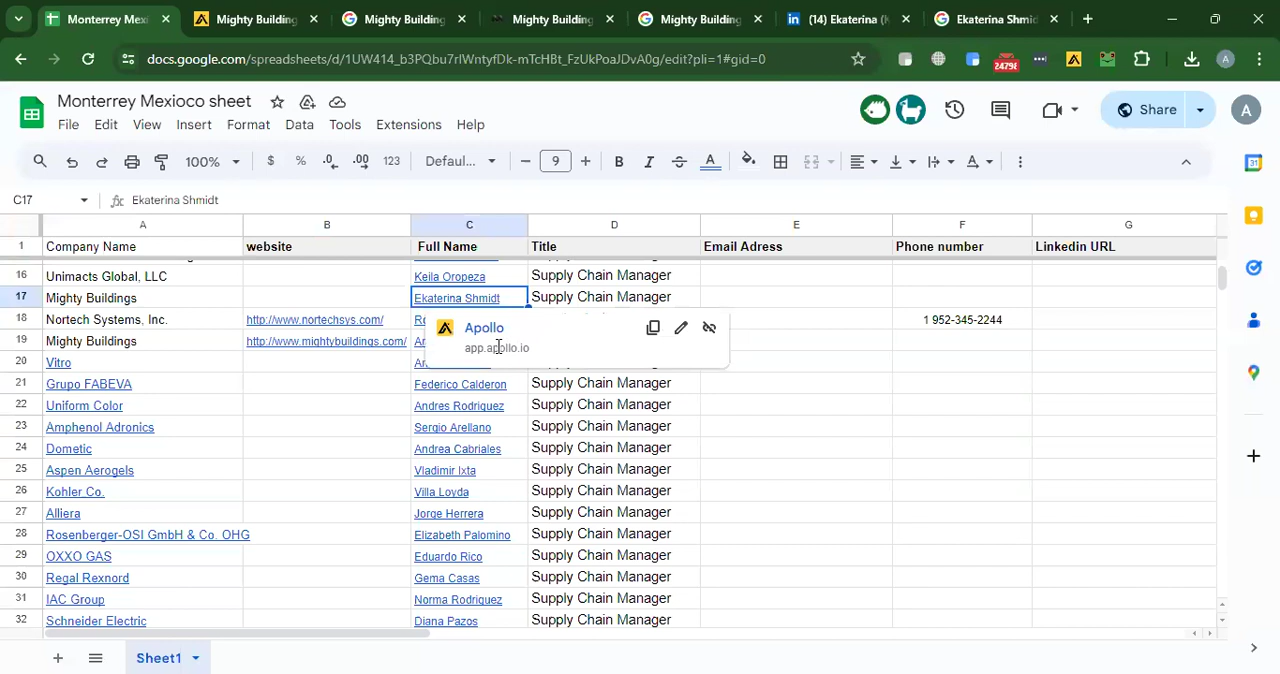 Monterrey Mexi
Mighty Building
Mighty Building
Mighty Building
Mighty Building
(14) Ekaterina (
Ekaterina Shmid
docs.google.com/spreadsheets/d/1UW414_b3PQbu7rIWntyfDk-mTcHBt_FzUkPoaJDvA0g/edit?pli=1#gid=0
2479E
A
Monterrey Mexioco sheet
File Edit View Insert Format Data Tools Extensions Help
Share
A
100% $ % .0 .00 123 Defaul... 9 B I A
C17 fx Ekaterina Shmidt
A B C D E F G
1 Company Name website Full Name Title Email Adress Phone number Linkedin URL
16 Unimacts Global, LLC Keila Oropeza Supply Chain Manager
17 Mighty Buildings Ekaterina Shmidt Supply Chain Manager
18 Nortech Systems, Inc. http://www.nortechsys.com/ 1 952-345-2244
19 Mighty Buildings http://www.mightybuildings.com/
Apollo
app.apollo.io
20 Vitro
21 Grupo FABEVA Federico Calderon Supply Chain Manager
22 Uniform Color Andres Rodriguez Supply Chain Manager
23 Amphenol Adronics Sergio Arellano Supply Chain Manager
24 Dometic Andrea Cabriales Supply Chain Manager
25 Aspen Aerogels Vladimir Ixta Supply Chain Manager
26 Kohler Co. Villa Loyda Supply Chain Manager
27 Alliera Jorge Herrera Supply Chain Manager
28 Rosenberger-OSI GmbH & Co. OHG Elizabeth Palomino Supply Chain Manager
29 OXXO GAS Eduardo Rico Supply Chain Manager
30 Regal Rexnord Gema Casas Supply Chain Manager
31 IAC Group Norma Rodriguez Supply Chain Manager
32 Schneider Electric Diana Pazos Supply Chain Manager
Sheet1